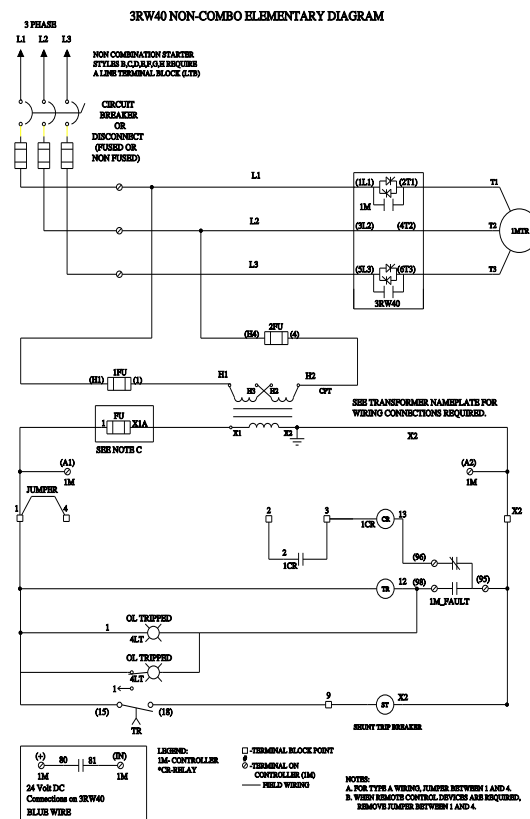 3RW40 NON-COMBO ELEMENTARY DIAGRAM
3 PHASE
L1 L2 L3
NON COMBINATION STARTER
STYLES B,C,D,E,F,G,H REQUIRE
A LINE TERMINAL BLOCK (LTB)
CIRCUIT
BREAKER
OR
DISCONNECT
(FUSED OR
NON FUSED)
L1 (1L1) (2T1) T1
1M
L2 (3L2) (4T2) T2 1MTR
L3 (5L3) (6T3) T3
3RW40
2FU
(H4) (4)
1FU
(H1) (1) H1 H3 H2 H2
CPT
SEE TRANSFORMER NAMEPLATE FOR
WIRING CONNECTIONS REQUIRED.
FU
1 X1A X1 X2 X2
SEE NOTE C
(A1) (A2)
1M 1M
JUMPER
1 4 2 3 CR 13 X2
1CR
2
1CR
(96)
TR 12 (98) (95)
1M_FAULT
OL TRIPPED
1 4LT
OL TRIPPED
4LT
1
(15) (18) 9 ST X2
TR
SHUNT TRIP BREAKER
(+) 80 81 (IN)
1M 1M
24 Volt DC
Connections on 3RW40
BLUE WIRE
LEGEND:
1M- CONTROLLER
*CR-RELAY
-TERMINAL BLOCK POINT
#
-TERMINAL ON
CONTROLLER (1M)
FIELD WIRING
NOTES:
A. FOR TYPE A WIRING, JUMPER BETWEEN 1 AND 4.
B. WHEN REMOTE CONTROL DEVICES ARE REQUIRED,
REMOVE JUMPER BETWEEN 1 AND 4.